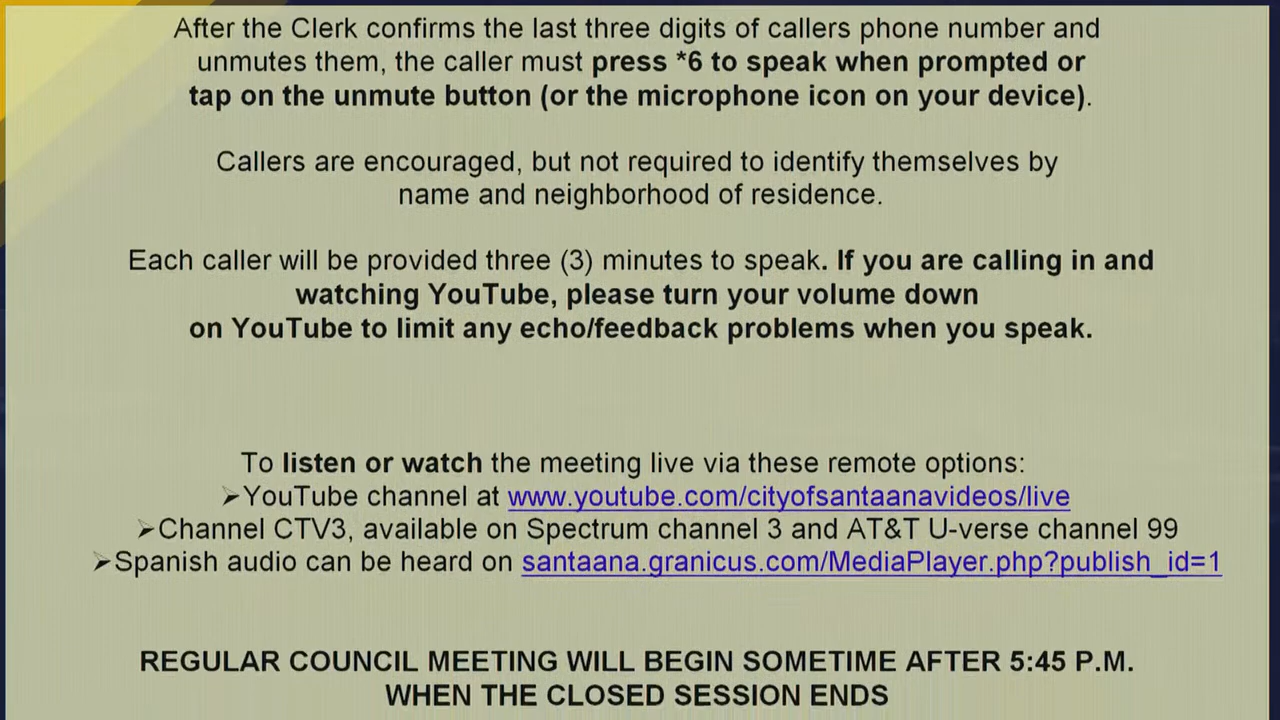 After the Clerk confirms the last three digits of callers phone number and
unmutes them, the caller must press *6 to speak when prompted or
tap on the unmute button (or the microphone icon on your device).
Callers are encouraged, but not required to identify themselves by
name and neighborhood of residence.
Each caller will be provided three (3) minutes to speak. If you are calling in and
watching YouTube, please turn your volume down
on YouTube to limit any echo/feedback problems when you speak.
To listen or watch the meeting live via these remote options:
➢YouTube channel at www.youtube.com/cityofsantaanavideos/live
➢Channel CTV3, available on Spectrum channel 3 and AT&T U-verse channel 99
➢Spanish audio can be heard on santaana.granicus.com/MediaPlayer.php?publish_id=1
REGULAR COUNCIL MEETING WILL BEGIN SOMETIME AFTER 5:45 P.M.
WHEN THE CLOSED SESSION ENDS